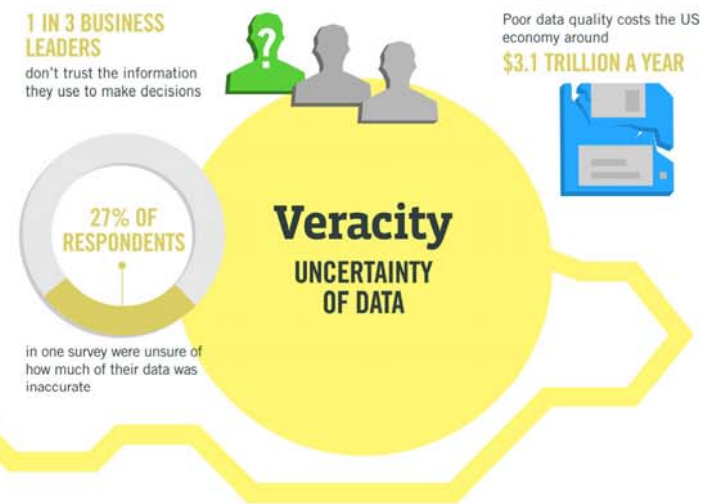 1 IN 3 BUSINESS
LEADERS
don't trust the information
they use to make decisions
?
Poor data quality costs the US
economy around
$3.1 TRILLION A YEAR
27% OF
RESPONDENTS
in one survey were unsure of
how much of their data was
inaccurate
Veracity
UNCERTAINTY
OF DATA